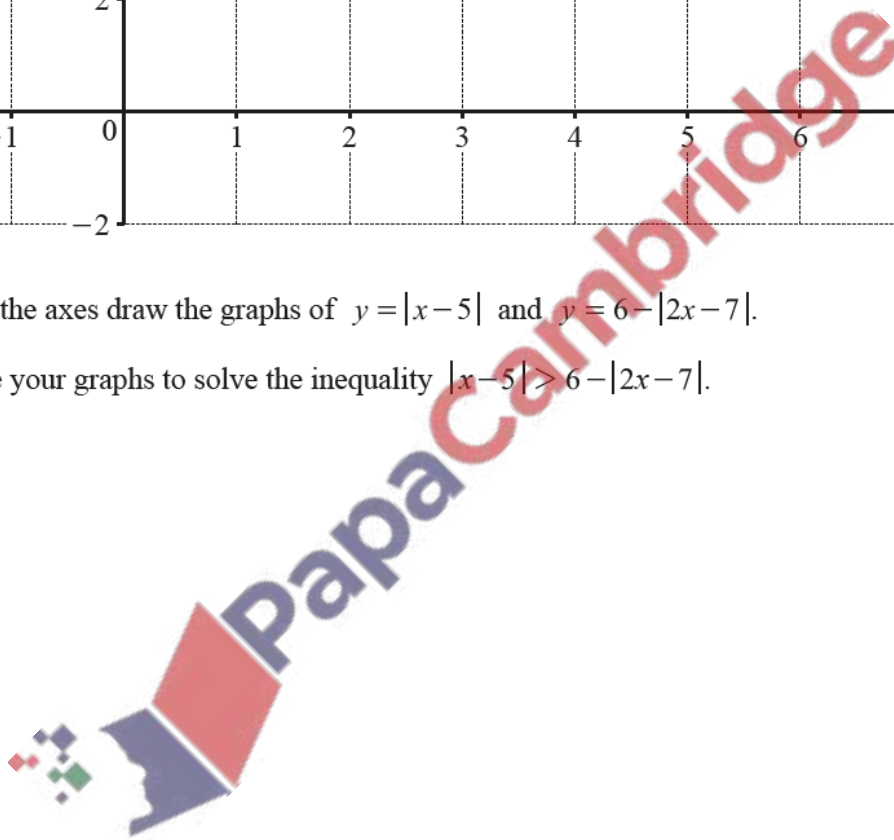 2
1 0 1 2 3 4 5 6
−2
the axes draw the graphs of y = |x − 5| and y = 6 − |2x − 7|.
your graphs to solve the inequality |x − 5| > 6 − |2x − 7|.
PapaCambridge